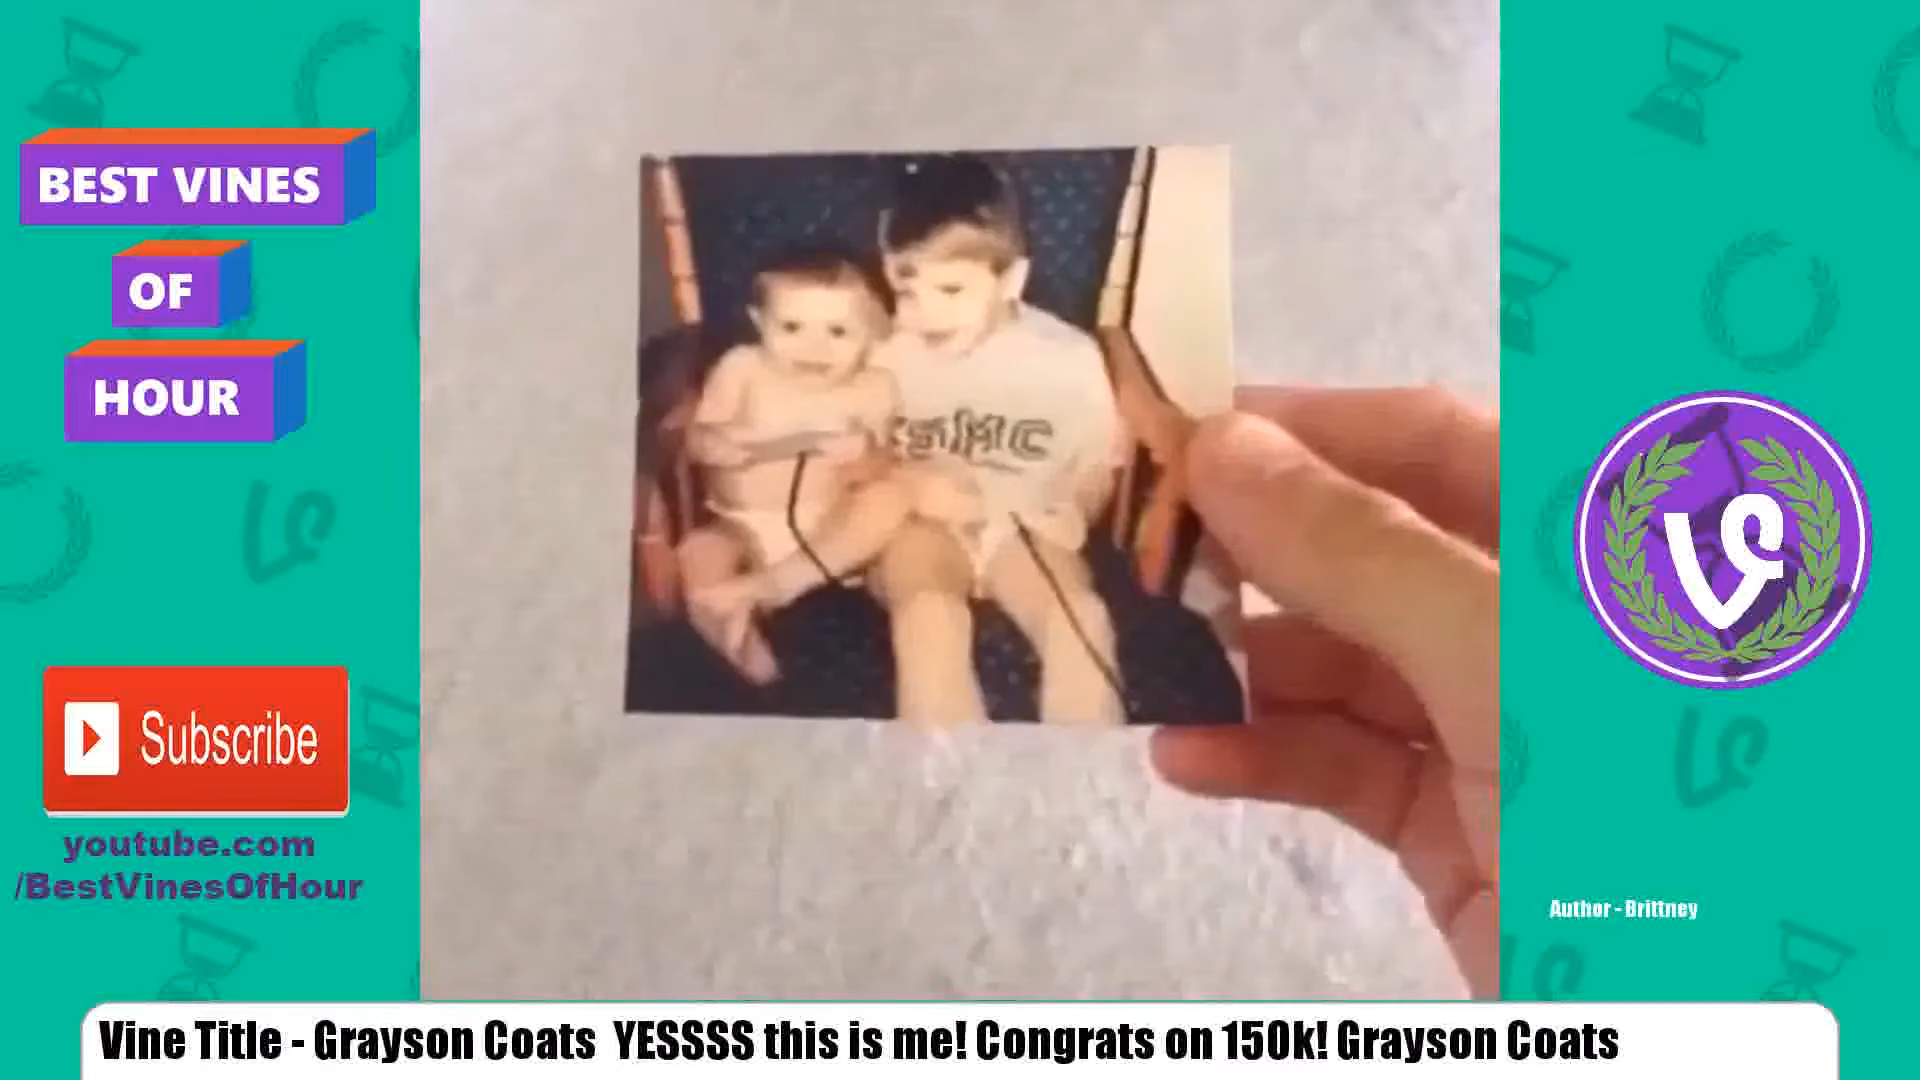 BEST VINES
OF
HOUR
Subscribe
youtube.com
/BestVinesOfHour
Author - Brittney
Vine Title - Grayson Coats YESSSS this is me! Congrats on 150k! Grayson Coats